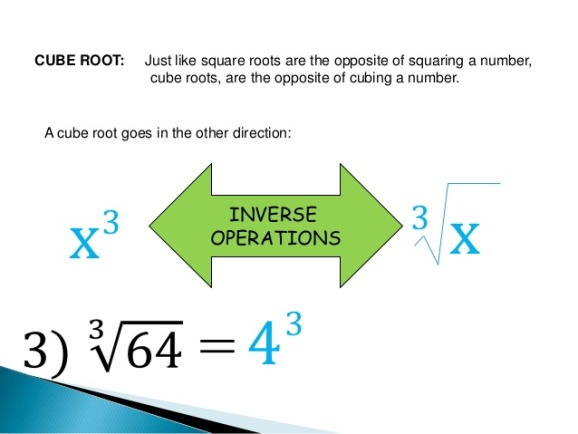 CUBE ROOT: Just like square roots are the opposite of squaring a number,
cube roots, are the opposite of cubing a number.
A cube root goes in the other direction:
x³ INVERSE OPERATIONS ∛x
3) ∛64 = 4³